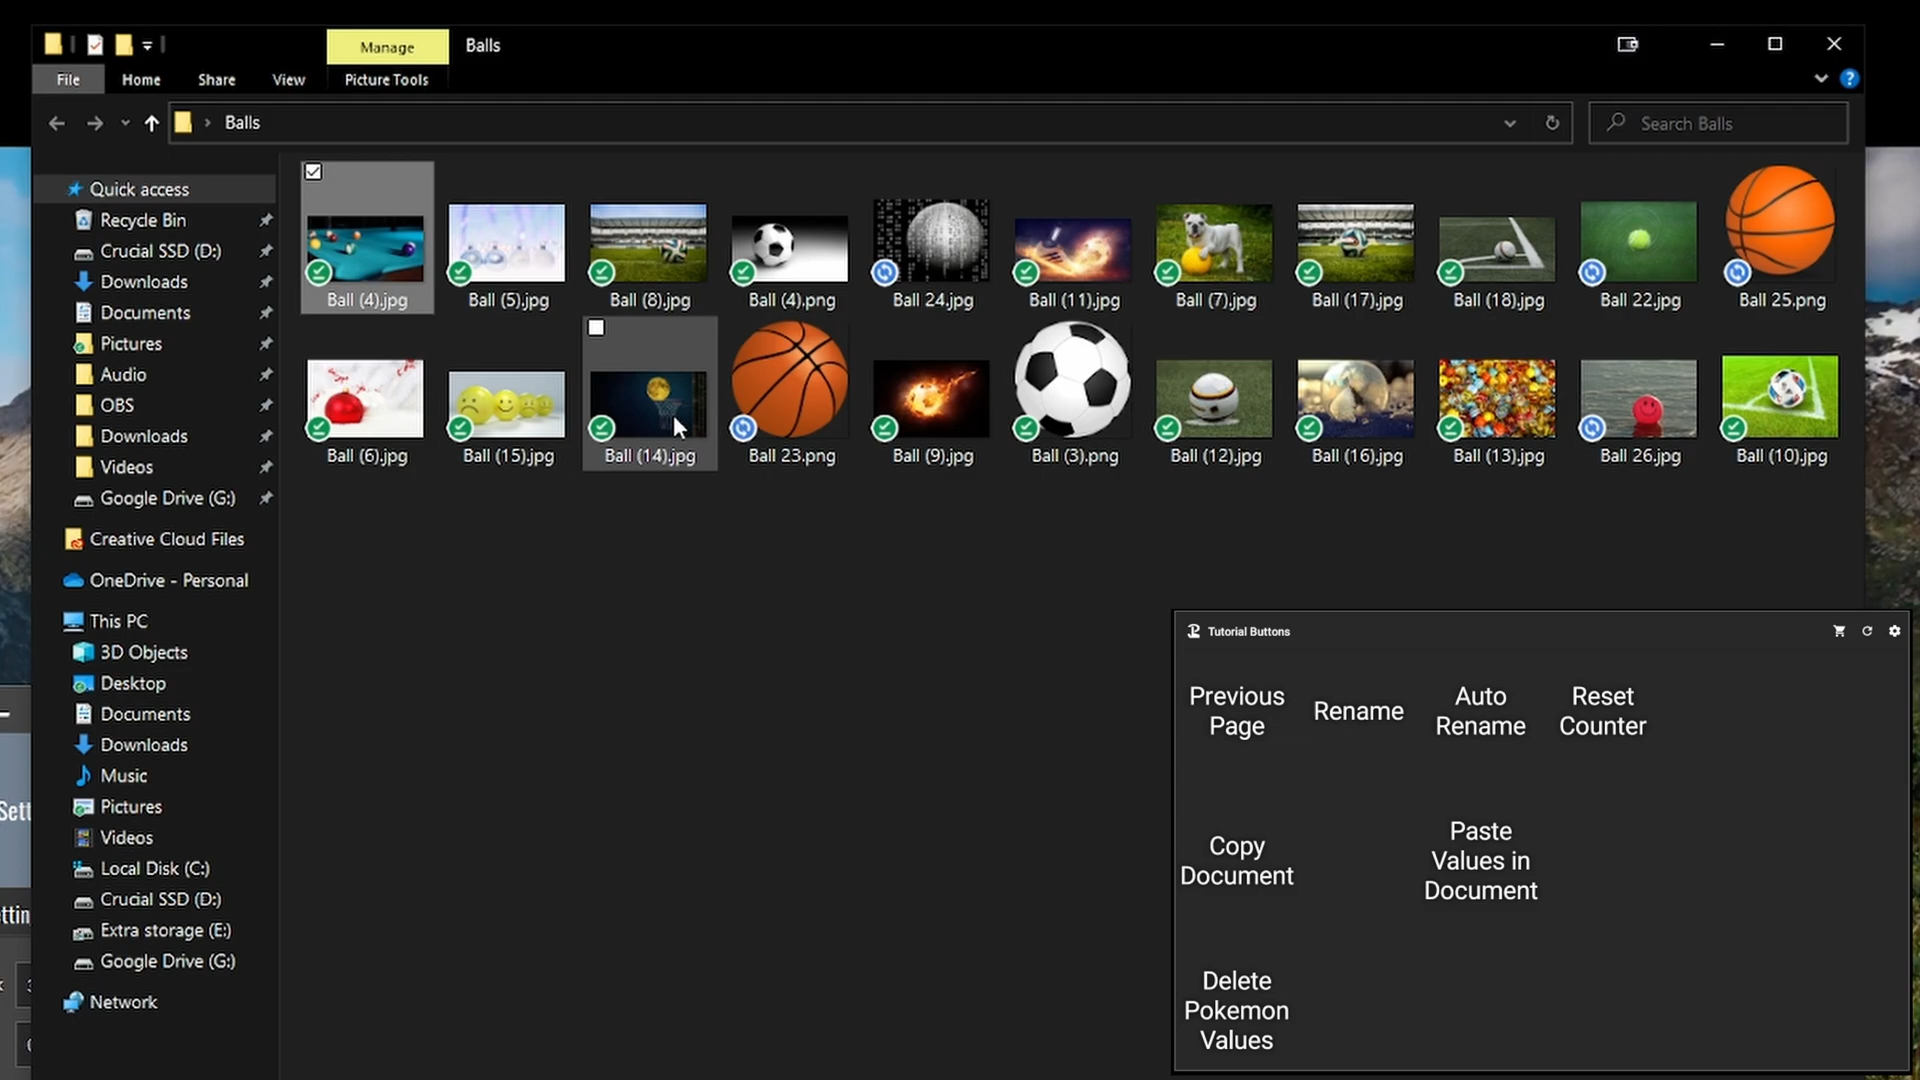 Manage
Balls
File
Home
Share
View
Picture Tools
?
Balls
Search Balls
Quick access
Recycle Bin
Crucial SSD (D:)
Downloads
Documents
Pictures
Audio
OBS
Downloads
Videos
Google Drive (G:)
Creative Cloud Files
OneDrive - Personal
This PC
3D Objects
Desktop
Documents
Downloads
Music
Pictures
Videos
Local Disk (C:)
Crucial SSD (D:)
Extra storage (E:)
Google Drive (G:)
Network
Ball (4).jpg
Ball (5).jpg
Ball (8).jpg
Ball (4).png
Ball 24.jpg
Ball (11).jpg
Ball (7).jpg
Ball (17).jpg
Ball (18).jpg
Ball 22.jpg
Ball 25.png
Ball (6).jpg
Ball (15).jpg
Ball (14).jpg
Ball 23.png
Ball (9).jpg
Ball (3).png
Ball (12).jpg
Ball (16).jpg
Ball (13).jpg
Ball 26.jpg
Ball (10).jpg
Tutorial Buttons
Previous
Page
Rename
Auto
Rename
Reset
Counter
Copy
Document
Paste
Values in
Document
Delete
Pokemon
Values